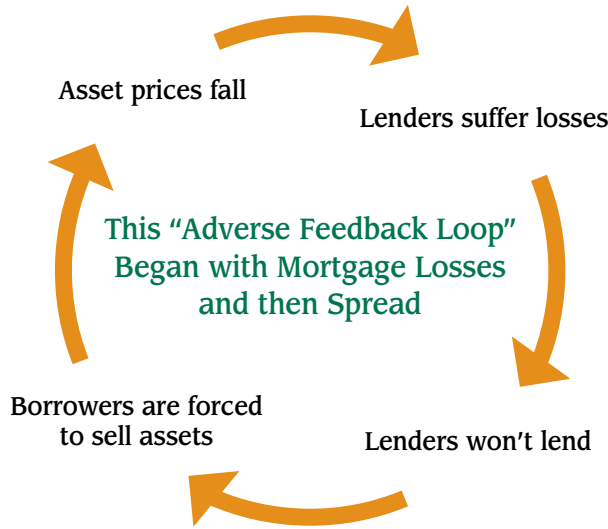 Asset prices fall
Lenders suffer losses
This “Adverse Feedback Loop”
Began with Mortgage Losses
and then Spread
Borrowers are forced
to sell assets
Lenders won’t lend